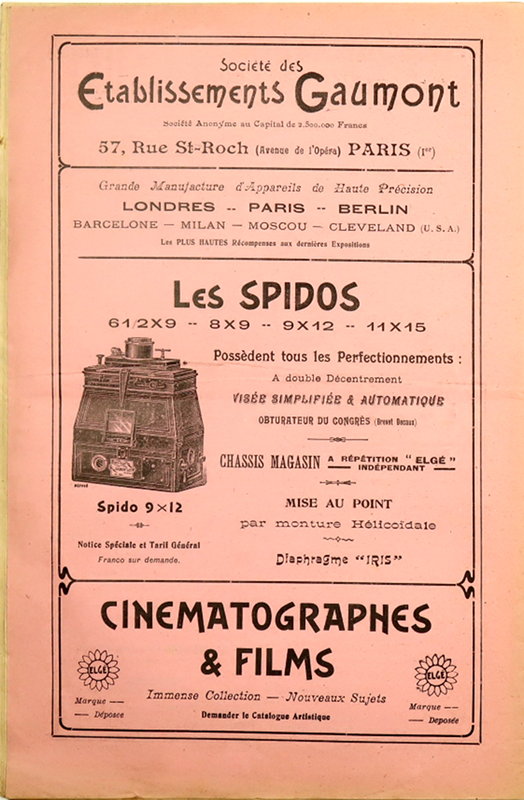 Société des
Etablissements Gaumont
Société Anonyme au Capital de 2.500.000 Francs
57, Rue St-Roch (Avenue de l'Opéra) PARIS (Ier)
Grande Manufacture d'Appareils de Haute Précision
LONDRES -- PARIS -- BERLIN
BARCELONE — MILAN — MOSCOU — CLEVELAND (U.S.A.)
Les PLUS HAUTES Récompenses aux dernières Expositions
Les SPIDOS
6 1/2X9 -- 8X9 -- 9X12 -- 11X15
Possèdent tous les Perfectionnements :
A double Décentrement
VISÉE SIMPLIFIÉE & AUTOMATIQUE
OBTURATEUR DU CONGRÈS (Brevet Decaux)
CHASSIS MAGASIN A RÉPÉTITION "ELGÉ"
INDÉPENDANT
MISE AU POINT
par monture Hélicoïdale
Diaphragme "IRIS"
Spido 9×12
Notice Spéciale et Tarif Général
Franco sur demande.
CINEMATOGRAPHES
& FILMS
Immense Collection — Nouveaux Sujets
Demander le Catalogue Artistique
ELGÉ
Marque —
— Déposée
ELGÉ
Marque —
— Déposée